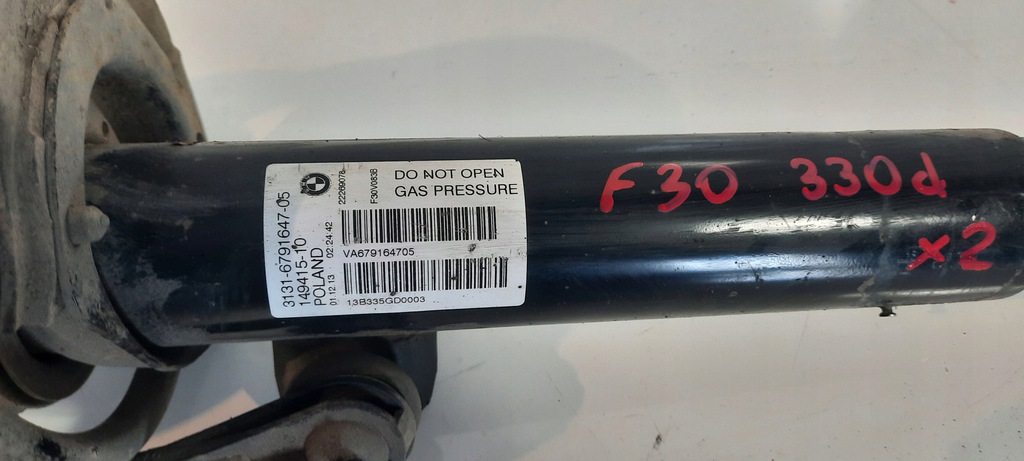 3131-6791647-05
149415-10
POLAND
01.12.13 02:24:42
22269078
F30V083B
DO NOT OPEN
GAS PRESSURE
VA679164705
13B335GD0003
F30 330d
x2